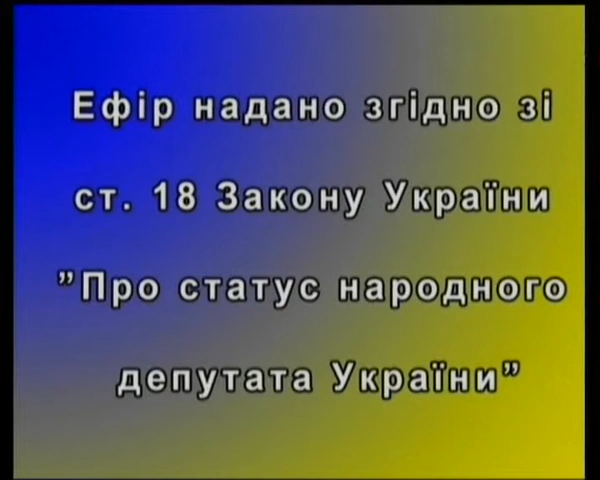 Ефір надано згідно зі
ст. 18 Закону України
”Про статус народного
депутата України”